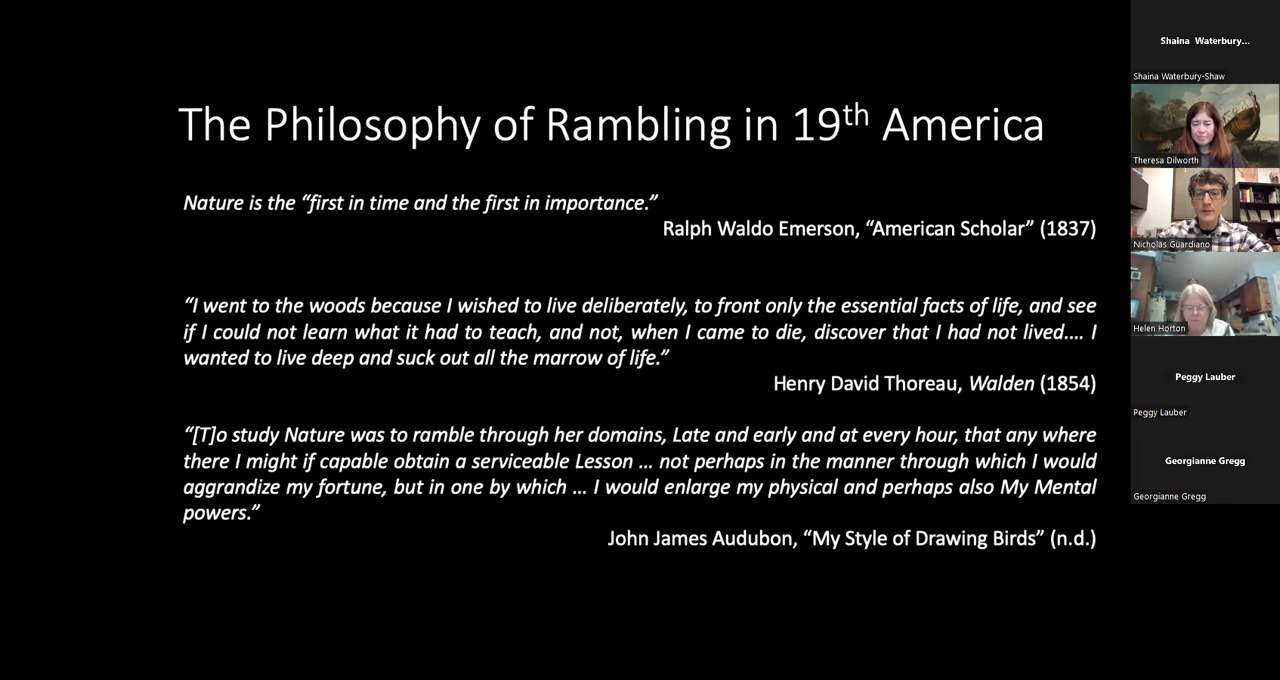 The Philosophy of Rambling in 19th America
Nature is the “first in time and the first in importance.”
Ralph Waldo Emerson, “American Scholar” (1837)
“I went to the woods because I wished to live deliberately, to front only the essential facts of life, and see
if I could not learn what it had to teach, and not, when I came to die, discover that I had not lived.... I
wanted to live deep and suck out all the marrow of life.”
Henry David Thoreau, Walden (1854)
“[T]o study Nature was to ramble through her domains, Late and early and at every hour, that any where
there I might if capable obtain a serviceable Lesson ... not perhaps in the manner through which I would
aggrandize my fortune, but in one by which ... I would enlarge my physical and perhaps also My Mental
powers.”
John James Audubon, “My Style of Drawing Birds” (n.d.)
Shaina Waterbury...
Shaina Waterbury-Shaw
Theresa Dilworth
Nicholas Guardiano
Helen Horton
Peggy Lauber
Peggy Lauber
Georgianne Gregg
Georgianne Gregg